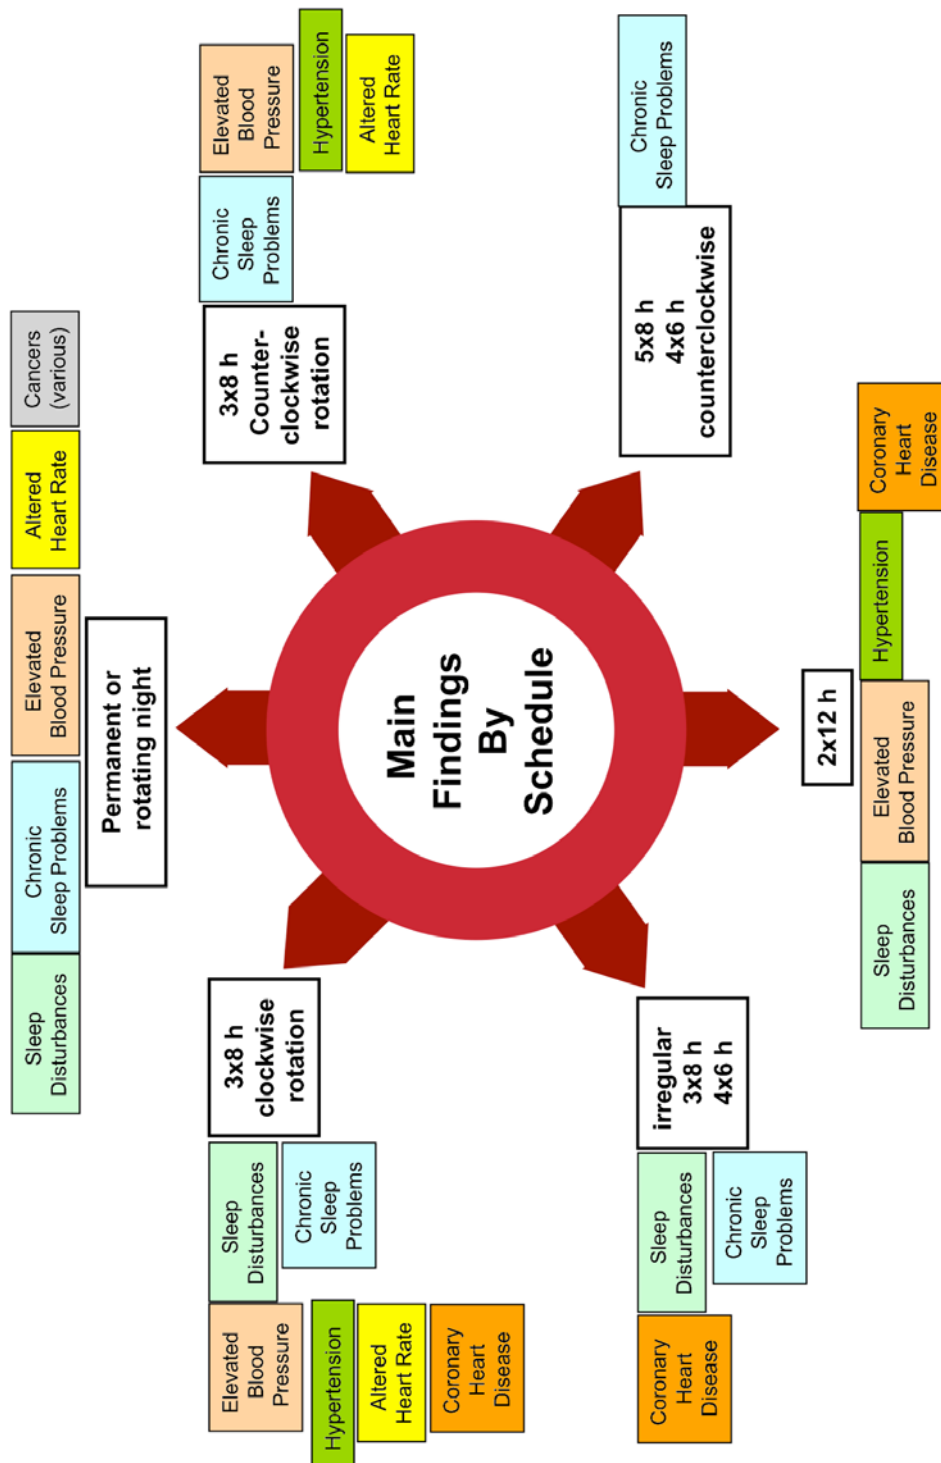 Sleep
Disturbances
Chronic
Sleep Problems
Elevated
Blood Pressure
Altered
Heart Rate
Cancers
(various)
Permanent or
rotating night
Elevated
Blood
Pressure
Sleep
Disturbances
3x8 h
clockwise
rotation
Hypertension
Chronic
Sleep
Problems
Altered
Heart Rate
Coronary
Heart
Disease
3x8 h
Counter-
clockwise
rotation
Chronic
Sleep
Problems
Elevated
Blood
Pressure
Hypertension
Altered
Heart Rate
Main
Findings
By
Schedule
Coronary
Heart
Disease
Sleep
Disturbances
Chronic
Sleep
Problems
irregular
3x8 h
4x6 h
5x8 h
4x6 h
counterclockwise
Chronic
Sleep Problems
2x12 h
Sleep
Disturbances
Elevated
Blood Pressure
Hypertension
Coronary
Heart
Disease